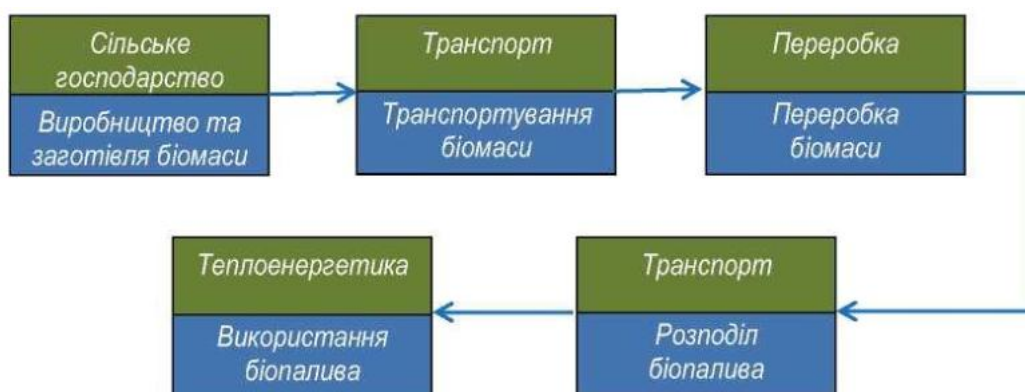 Сільське
господарство
Виробництво та
заготівля біомаси
Транспорт
Транспортування
біомаси
Переробка
Переробка
біомаси
Теплоенергетика
Використання
біопалива
Транспорт
Розподіл
біопалива